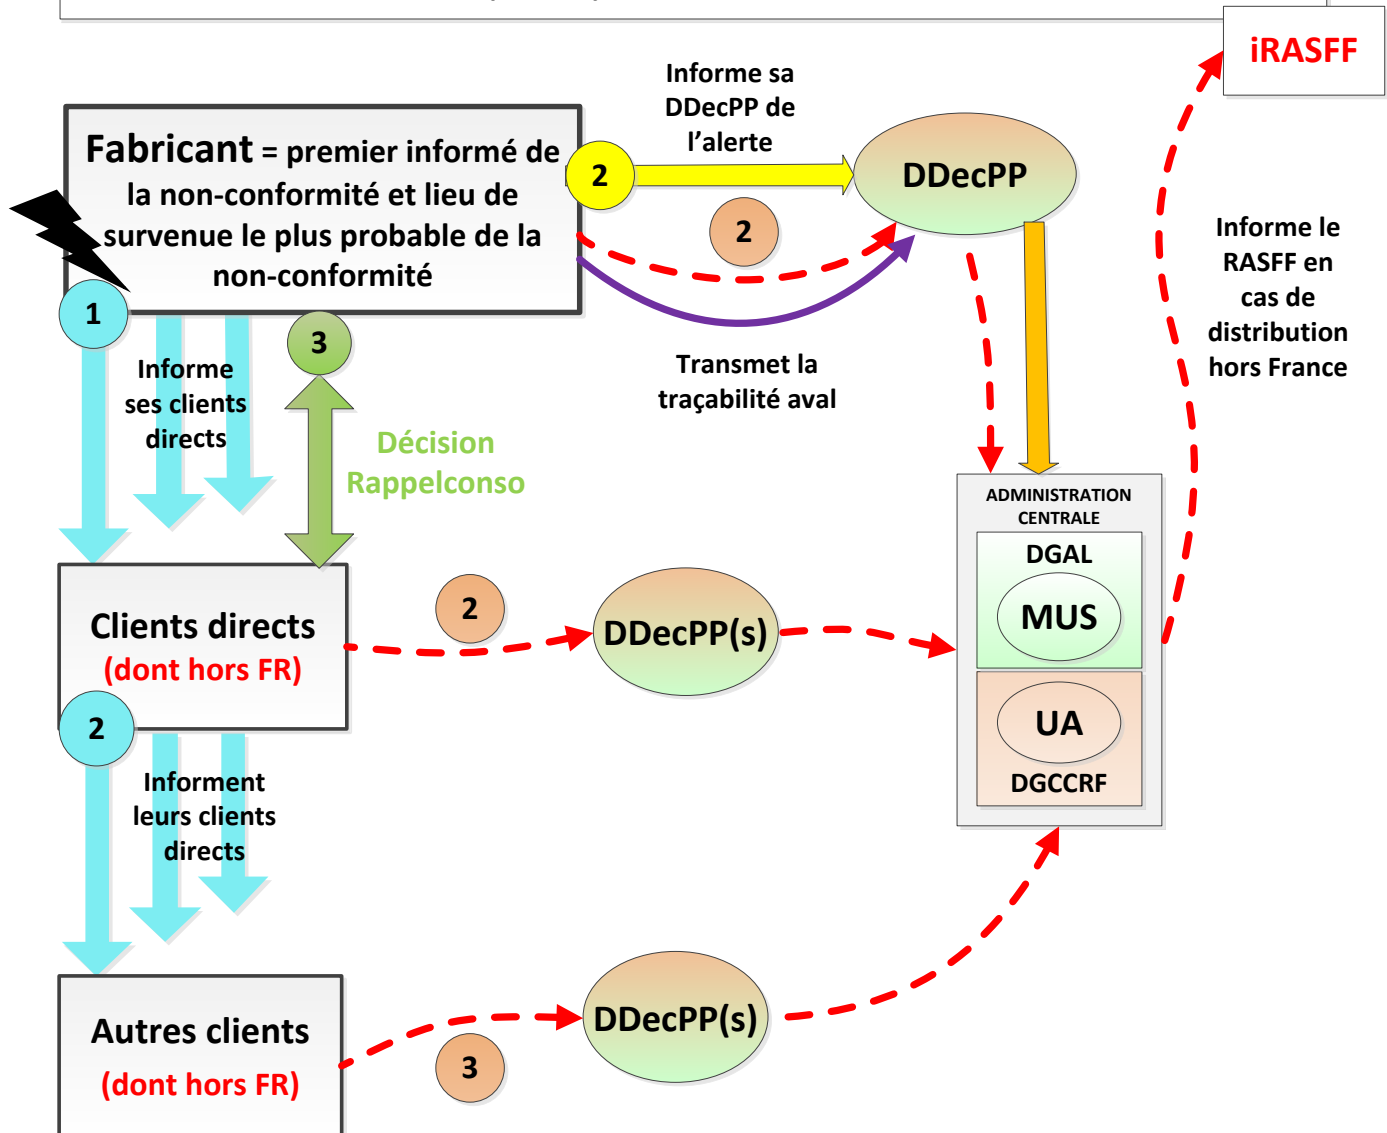 iRASFF
Informe sa
DDecPP de
l’alerte
Fabricant = premier informé de
la non-conformité et lieu de
survenue le plus probable de la
non-conformité
2
DDecPP
2
Informe le
RASFF en
cas de
distribution
hors France
1
3
Informe
ses clients
directs
Transmet la
traçabilité aval
Décision
Rappelconso
ADMINISTRATION
CENTRALE
DGAL
MUS
UA
DGCCRF
Clients directs
(dont hors FR)
2
DDecPP(s)
2
Informent
leurs clients
directs
Autres clients
(dont hors FR)
3
DDecPP(s)